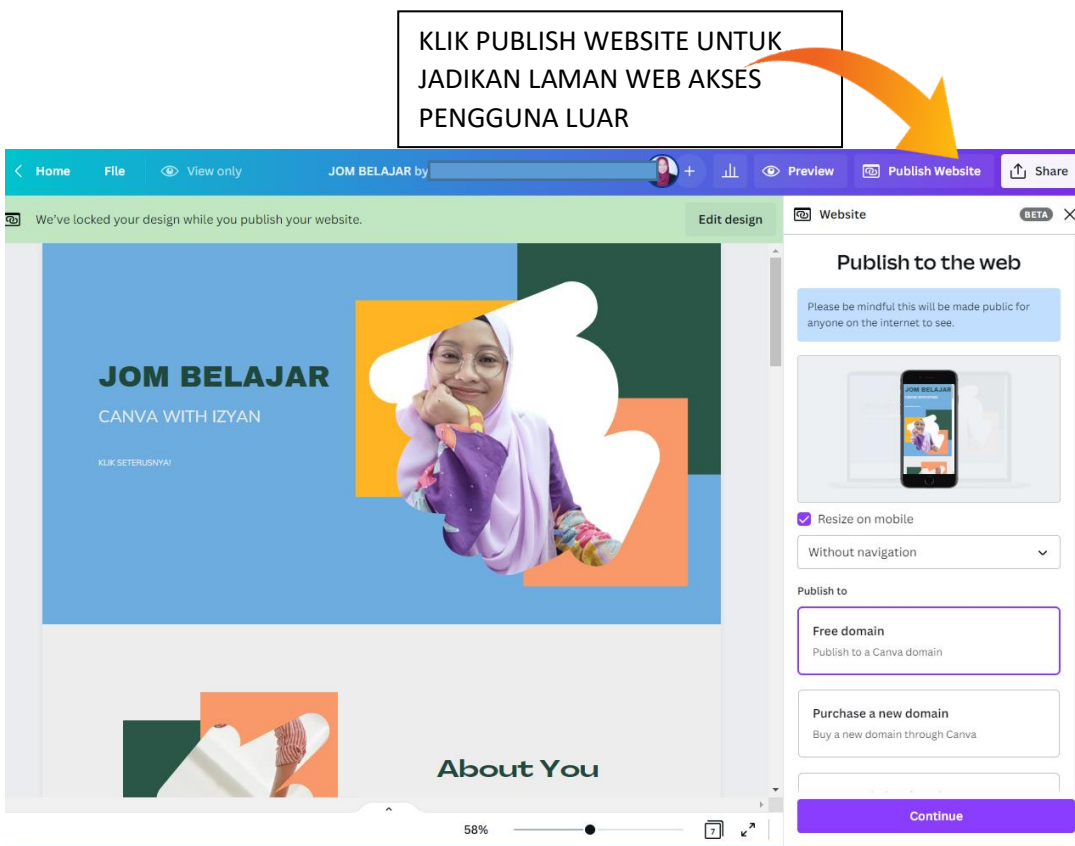 KLIK PUBLISH WEBSITE UNTUK
JADIKAN LAMAN WEB AKSES
PENGGUNA LUAR
Home File View only JOM BELAJAR by + Preview Publish Website Share
We've locked your design while you publish your website. Edit design
JOM BELAJAR
CANVA WITH IZYAN
KLIK SETERUSNYA!
About You
58% 7
Website BETA
Publish to the web
Please be mindful this will be made public for
anyone on the internet to see.
JOM BELAJAR
Resize on mobile
Without navigation
Publish to
Free domain
Publish to a Canva domain
Purchase a new domain
Buy a new domain through Canva
Continue